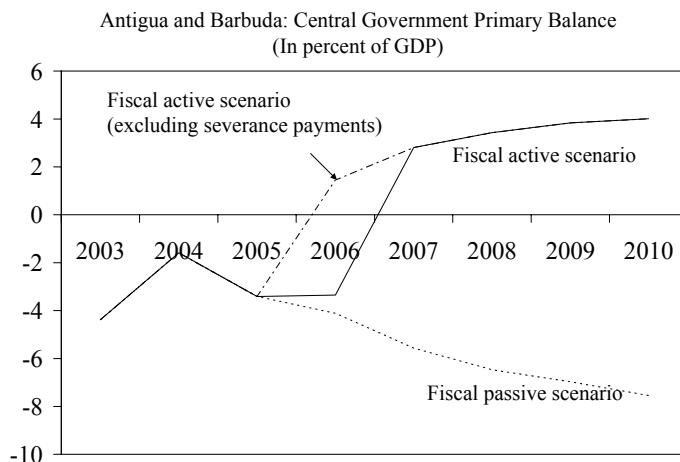 Antigua and Barbuda: Central Government Primary Balance
(In percent of GDP)
6
Fiscal active scenario
(excluding severance payments)
4
Fiscal active scenario
2
0
2003 2004 2005 2006 2007 2008 2009 2010
-2
-4
-6
Fiscal passive scenario
-8
-10